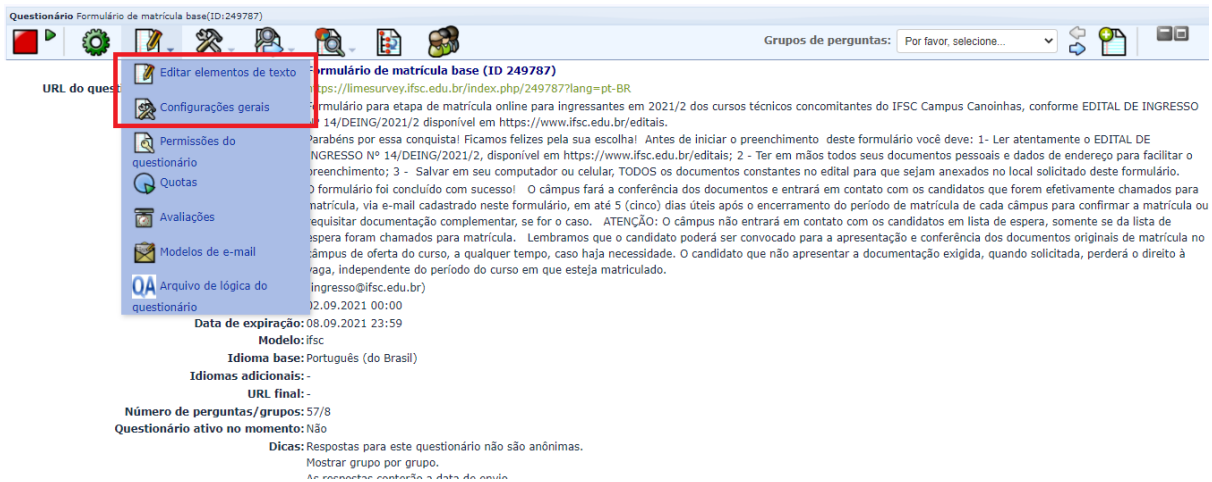 Questionário Formulário de matrícula base(ID:249787)
Grupos de perguntas: Por favor, selecione...
Editar elementos de texto
Configurações gerais
Permissões do
questionário
Quotas
Avaliações
Modelos de e-mail
QA Arquivo de lógica do
questionário
Formulário de matrícula base (ID 249787)
URL do quest
https://limesurvey.ifsc.edu.br/index.php/249787?lang=pt-BR
Formulário para etapa de matrícula online para ingressantes em 2021/2 dos cursos técnicos concomitantes do IFSC Campus Canoinhas, conforme EDITAL DE INGRESSO
Nº 14/DEING/2021/2 disponível em https://www.ifsc.edu.br/editais.
Parabéns por essa conquista! Ficamos felizes pela sua escolha! Antes de iniciar o preenchimento deste formulário você deve: 1- Ler atentamente o EDITAL DE
INGRESSO Nº 14/DEING/2021/2, disponível em https://www.ifsc.edu.br/editais; 2 - Ter em mãos todos seus documentos pessoais e dados de endereço para facilitar o
preenchimento; 3 - Salvar em seu computador ou celular, TODOS os documentos constantes no edital para que sejam anexados no local solicitado deste formulário.
O formulário foi concluído com sucesso! O câmpus fará a conferência dos documentos e entrará em contato com os candidatos que forem efetivamente chamados para
matrícula, via e-mail cadastrado neste formulário, em até 5 (cinco) dias úteis após o encerramento do período de matrícula de cada câmpus para confirmar a matrícula ou
requisitar documentação complementar, se for o caso. ATENÇÃO: O câmpus não entrará em contato com os candidatos em lista de espera, somente se da lista de
espera foram chamados para matrícula. Lembramos que o candidato poderá ser convocado para a apresentação e conferência dos documentos originais de matrícula no
câmpus de oferta do curso, a qualquer tempo, caso haja necessidade. O candidato que não apresentar a documentação exigida, quando solicitada, perderá o direito à
vaga, independente do período do curso em que esteja matriculado.
(ingresso@ifsc.edu.br)
02.09.2021 00:00
Data de expiração: 08.09.2021 23:59
Modelo: ifsc
Idioma base: Português (do Brasil)
Idiomas adicionais: -
URL final: -
Número de perguntas/grupos: 57/8
Questionário ativo no momento: Não
Dicas: Respostas para este questionário não são anônimas.
Mostrar grupo por grupo.
As respostas conterão a data de envio.